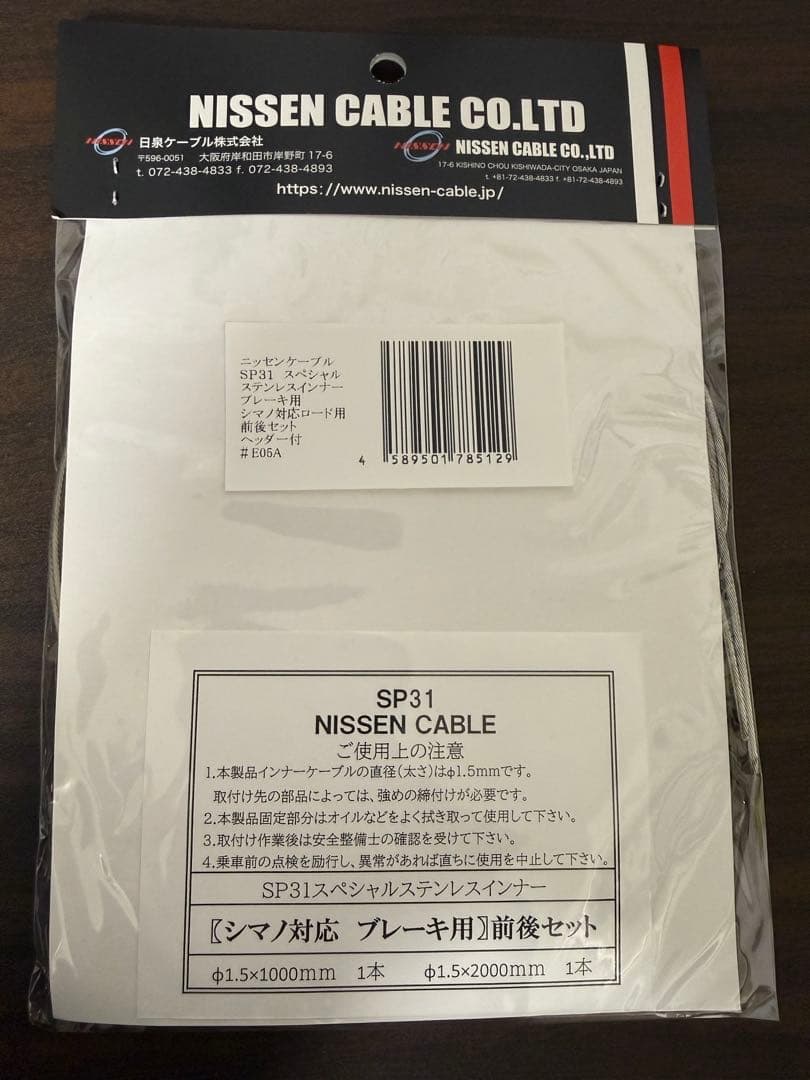 NISSEN CABLE CO.LTD
NISSEN 日泉ケーブル株式会社
〒596-0051 大阪府岸和田市岸野町 17-6
t. 072-438-4833 f. 072-438-4893
NISSEN NISSEN CABLE CO.,LTD
17-6 KISHINO CHOU KISHIWADA-CITY OSAKA JAPAN
t. +81-72-438-4833 f. +81-72-438-4893
https://www.nissen-cable.jp/
ニッセンケーブル
SP31 スペシャル
ステンレスインナー
ブレーキ用
シマノ対応ロード用
前後セット
ヘッダー付
#E05A
4 589501 785129
SP31
NISSEN CABLE
ご使用上の注意
1.本製品インナーケーブルの直径(太さ)はφ1.5mmです。
取付け先の部品によっては、強めの締付けが必要です。
2.本製品固定部分はオイルなどをよく拭き取って使用して下さい。
3.取付け作業後は安全整備士の確認を受けて下さい。
4.乗車前の点検を励行し、異常があれば直ちに使用を中止して下さい。
SP31スペシャルステンレスインナー
〖シマノ対応 ブレーキ用〗前後セット
φ1.5×1000mm 1本 φ1.5×2000mm 1本